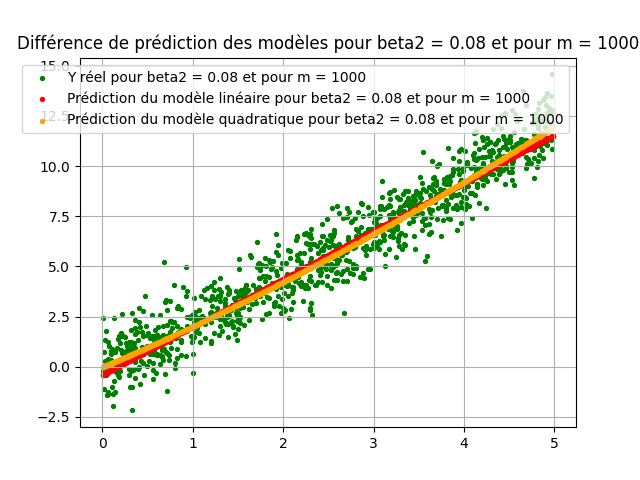 Différence de prédiction des modèles pour beta2 = 0.08 et pour m = 1000
15.0
Y réel pour beta2 = 0.08 et pour m = 1000
Prédiction du modèle linéaire pour beta2 = 0.08 et pour m = 1000
12.5
Prédiction du modèle quadratique pour beta2 = 0.08 et pour m = 1000
10.0
7.5
5.0
2.5
0.0
−2.5
0 1 2 3 4 5